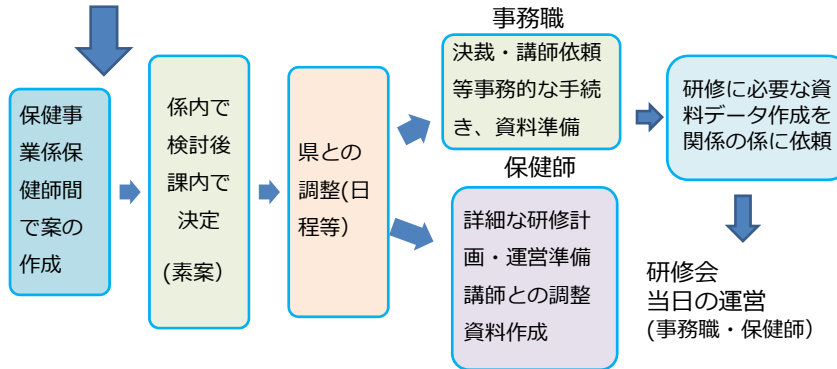 保健事
業係保
健師間
で案の
作成
係内で
検討後
課内で
決定
(素案）
県との
調整(日
程等）
事務職
決裁・講師依頼
等事務的な手続
き、資料準備
保健師
詳細な研修計
画・運営準備
講師との調整
資料作成
研修に必要な資
料データ作成を
関係の係に依頼
研修会
当日の運営
(事務職・保健師）